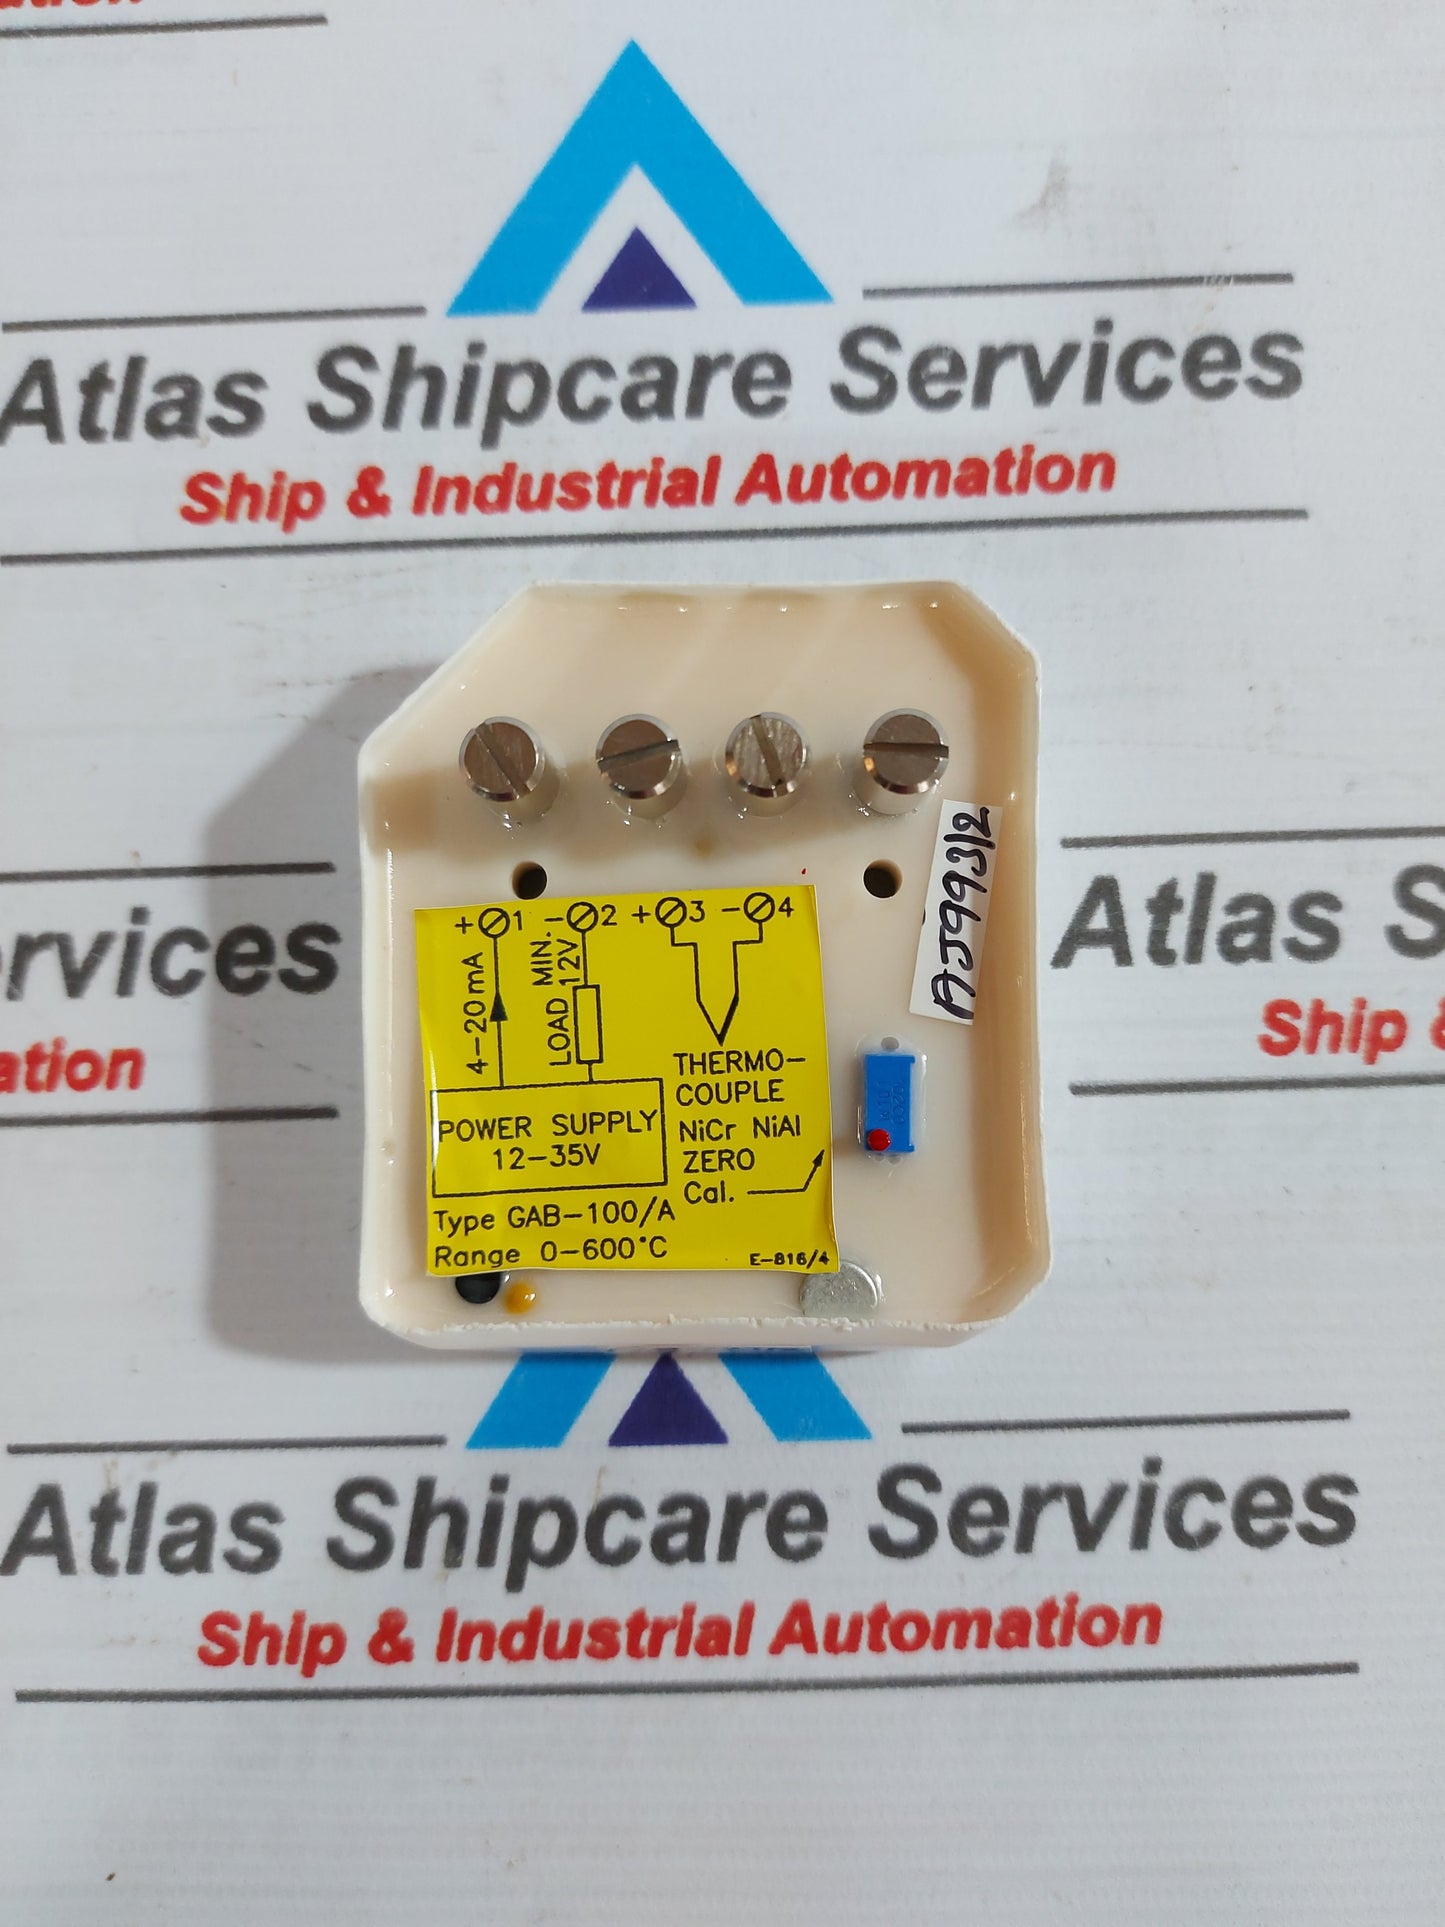 ation
Atlas Shipcare Services
Ship & Industrial Automation
+ 1 - 2 + 3 - 4
4-20mA
LOAD MIN.
12V
THERMO-
COUPLE
NiCr NiAl
ZERO
Cal.
POWER SUPPLY
12-35V
Type GAB-100/A
Range 0-600°C
E-816/4
AJ99312
rvices
ation
Atlas S
Ship &
Atlas Shipcare Services
Ship & Industrial Automation